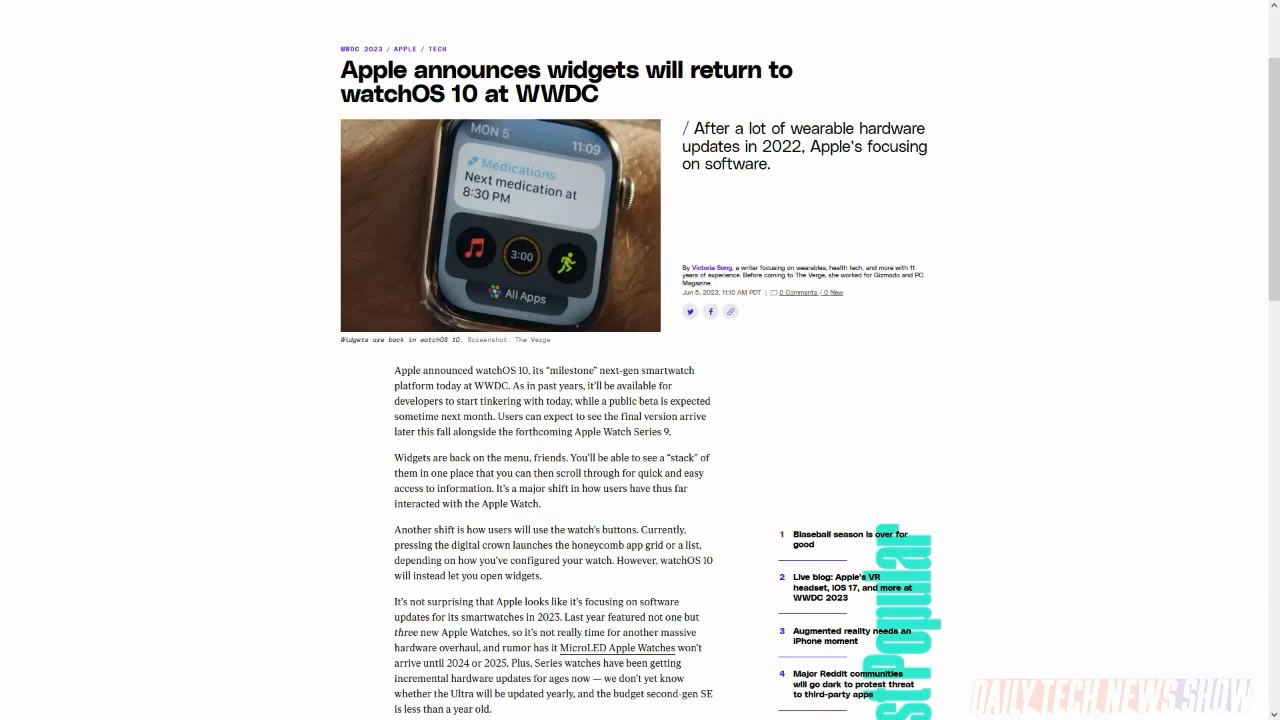 WWDC 2023 / APPLE / TECH
Apple announces widgets will return to
watchOS 10 at WWDC
MON 5
11:09
Medications
Next medication at
8:30 PM
3:00
All Apps
Widgets are back in watchOS 10. Screenshot: The Verge
/ After a lot of wearable hardware
updates in 2022, Apple's focusing
on software.
By Victoria Song, a writer focusing on wearables, health tech, and more with 11
years of experience. Before coming to The Verge, she worked for Gizmodo and PC
Magazine.
Jun 5, 2023, 11:10 AM PDT | 0 Comments / 0 New
Apple announced watchOS 10, its “milestone” next-gen smartwatch
platform today at WWDC. As in past years, it’ll be available for
developers to start tinkering with today, while a public beta is expected
sometime next month. Users can expect to see the final version arrive
later this fall alongside the forthcoming Apple Watch Series 9.
Widgets are back on the menu, friends. You’ll be able to see a “stack” of
them in one place that you can then scroll through for quick and easy
access to information. It’s a major shift in how users have thus far
interacted with the Apple Watch.
Another shift is how users will use the watch’s buttons. Currently,
pressing the digital crown launches the honeycomb app grid or a list,
depending on how you’ve configured your watch. However, watchOS 10
will instead let you open widgets.
It’s not surprising that Apple looks like it’s focusing on software
updates for its smartwatches in 2023. Last year featured not one but
three new Apple Watches, so it’s not really time for another massive
hardware overhaul, and rumor has it MicroLED Apple Watches won’t
arrive until 2024 or 2025. Plus, Series watches have been getting
incremental hardware updates for ages now — we don’t yet know
whether the Ultra will be updated yearly, and the budget second-gen SE
is less than a year old.
st Popular
1 Blaseball season is over for
good
2 Live blog: Apple’s VR
headset, iOS 17, and more at
WWDC 2023
3 Augmented reality needs an
iPhone moment
4 Major Reddit communities
will go dark to protest threat
to third-party apps
DAILY TECH NEWS SHOW